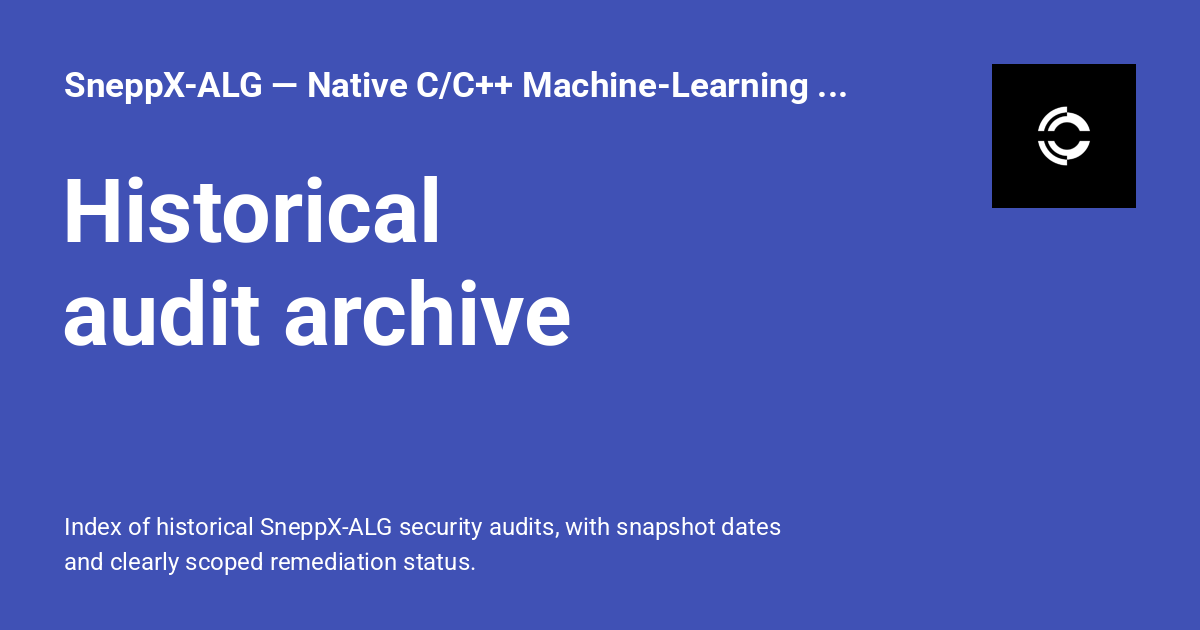 SneppX-ALG — Native C/C++ Machine-Learning ...
Historical
audit archive
Index of historical SneppX-ALG security audits, with snapshot dates
and clearly scoped remediation status.